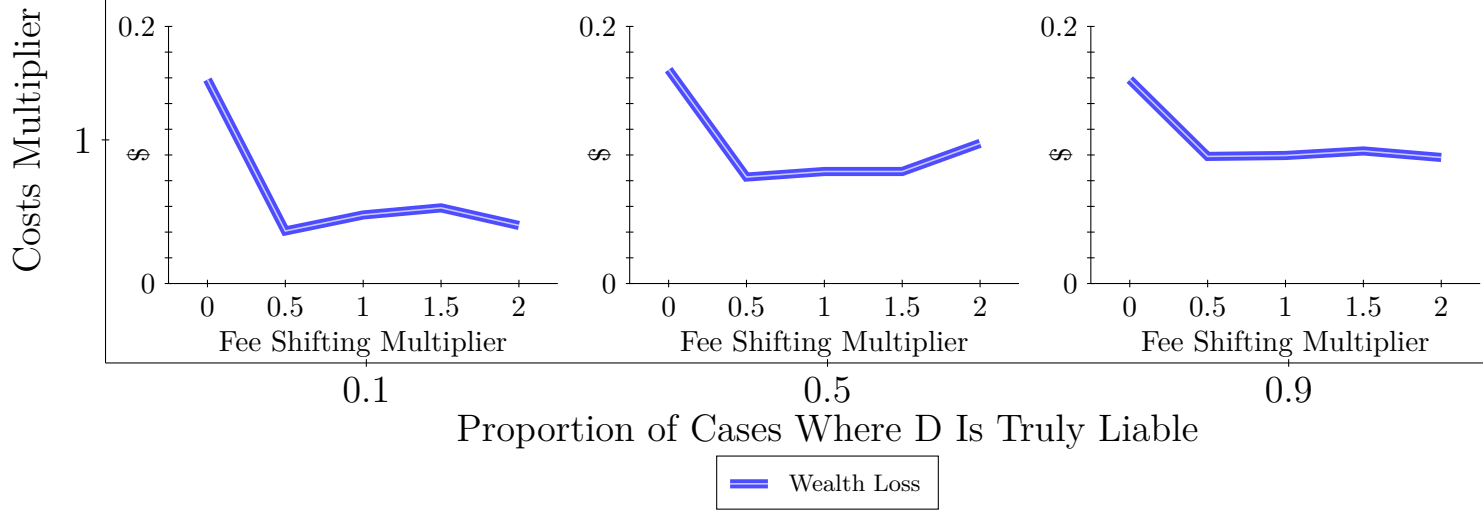 Costs Multiplier
1
0.2
$
0
0 0.5 1 1.5 2
Fee Shifting Multiplier
0.2
$
0
0 0.5 1 1.5 2
Fee Shifting Multiplier
0.2
$
0
0 0.5 1 1.5 2
Fee Shifting Multiplier
0.1 0.5 0.9
Proportion of Cases Where D Is Truly Liable
Wealth Loss